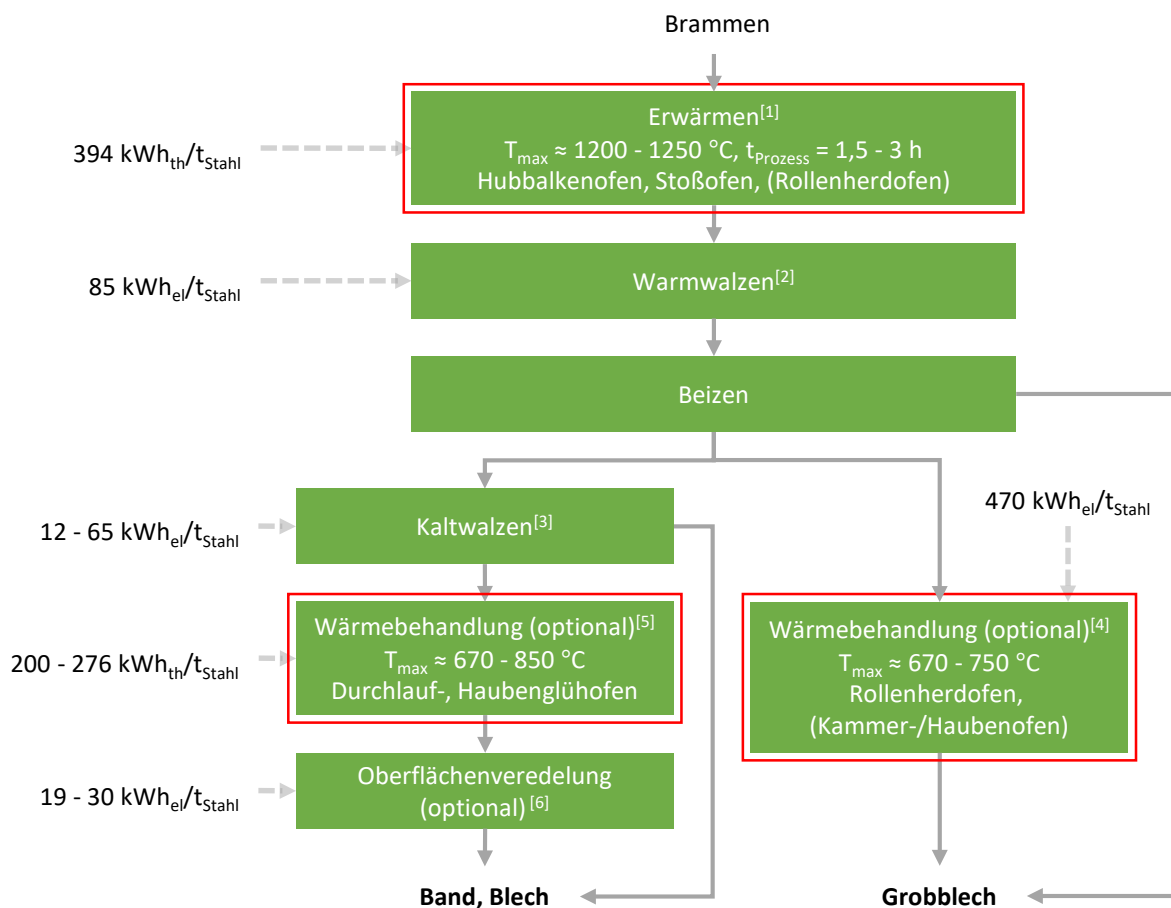 Brammen
Erwärmen[1]
Tmax ≈ 1200 - 1250 °C, tProzess = 1,5 - 3 h
Hubbalkenofen, Stoßofen, (Rollenherdofen)
394 kWhth/tStahl
Warmwalzen[2]
85 kWhel/tStahl
Beizen
Kaltwalzen[3]
12 - 65 kWhel/tStahl
470 kWhel/tStahl
Wärmebehandlung (optional)[5]
Tmax ≈ 670 - 850 °C
Durchlauf-, Haubenglühofen
200 - 276 kWhth/tStahl
Wärmebehandlung (optional)[4]
Tmax ≈ 670 - 750 °C
Rollenherdofen,
(Kammer-/Haubenofen)
Oberflächenveredelung
(optional) [6]
19 - 30 kWhel/tStahl
Band, Blech
Grobblech